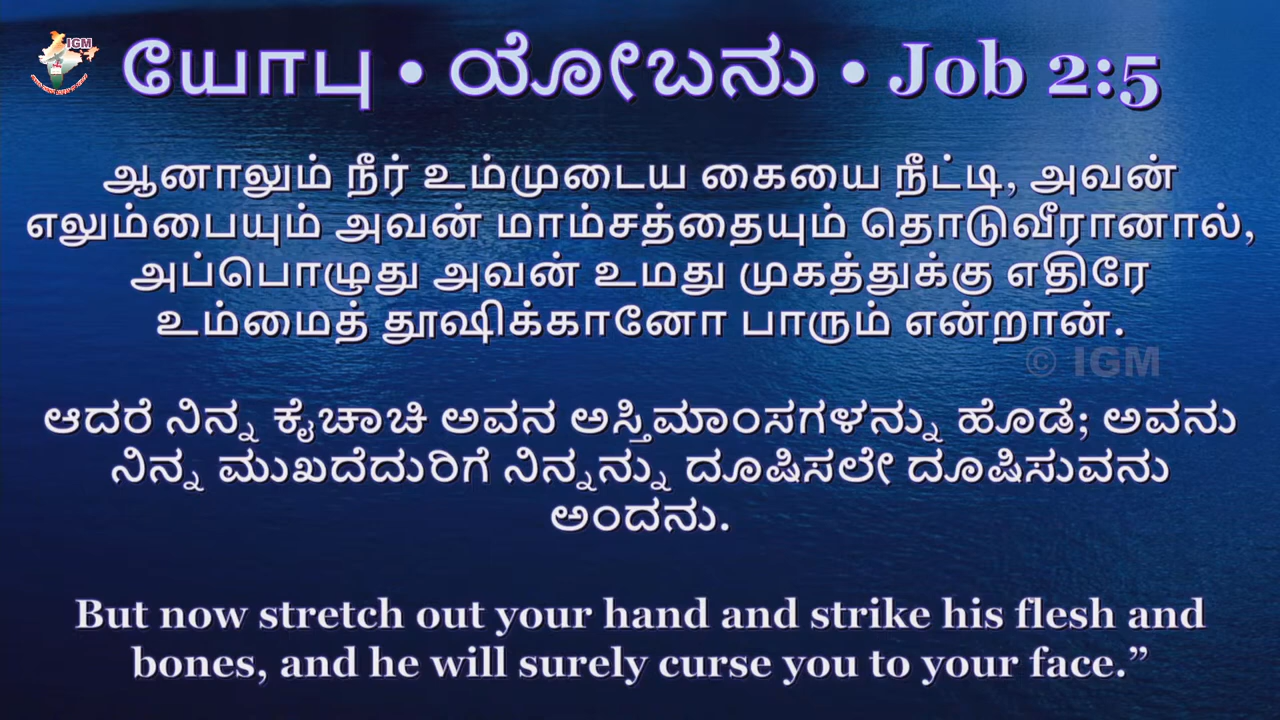 IGM
யோபு • ಯೋಬನು • Job 2:5
ஆனாலும் நீர் உம்முடைய கையை நீட்டி, அவன்
எலும்பையும் அவன் மாம்சத்தையும் தொடுவீரானால்,
அப்பொழுது அவன் உமது முகத்துக்கு எதிரே
உம்மைத் தூஷிக்கானோ பாரும் என்றான்.
© IGM
ಆದರೆ ನಿನ್ನ ಕೈಚಾಚಿ ಅವನ ಅಸ್ತಿಮಾಂಸಗಳನ್ನು ಹೊಡೆ; ಅವನು
ನಿನ್ನ ಮುಖದೆದುರಿಗೆ ನಿನ್ನನ್ನು ದೂಷಿಸಲೇ ದೂಷಿಸುವನು
ಅಂದನು.
But now stretch out your hand and strike his flesh and
bones, and he will surely curse you to your face.”